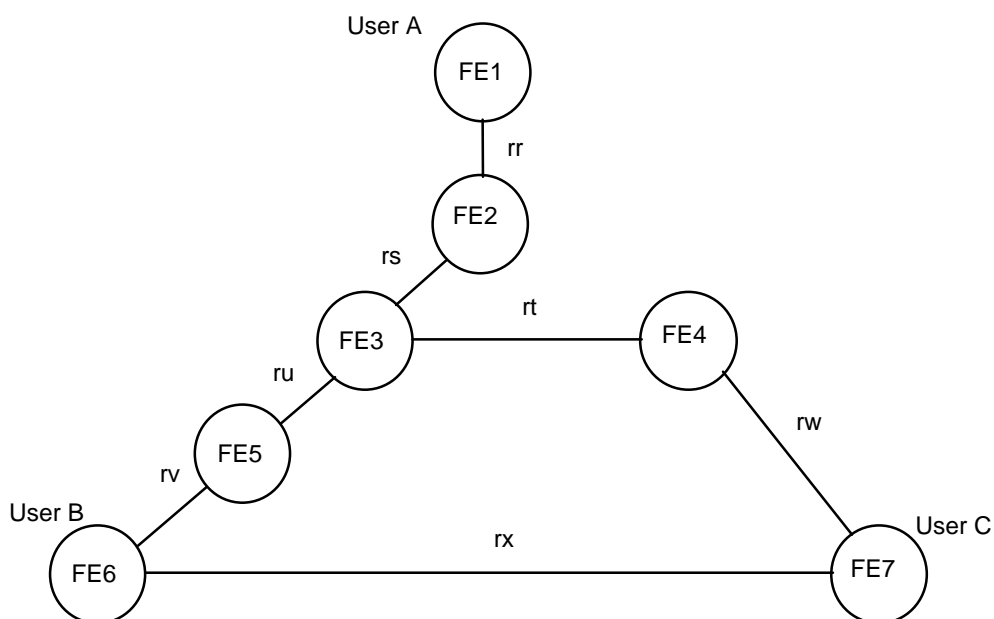 User A
FE1
rr
FE2
rs
rt
FE3
FE4
ru
rw
FE5
rv
User B
User C
rx
FE6
FE7